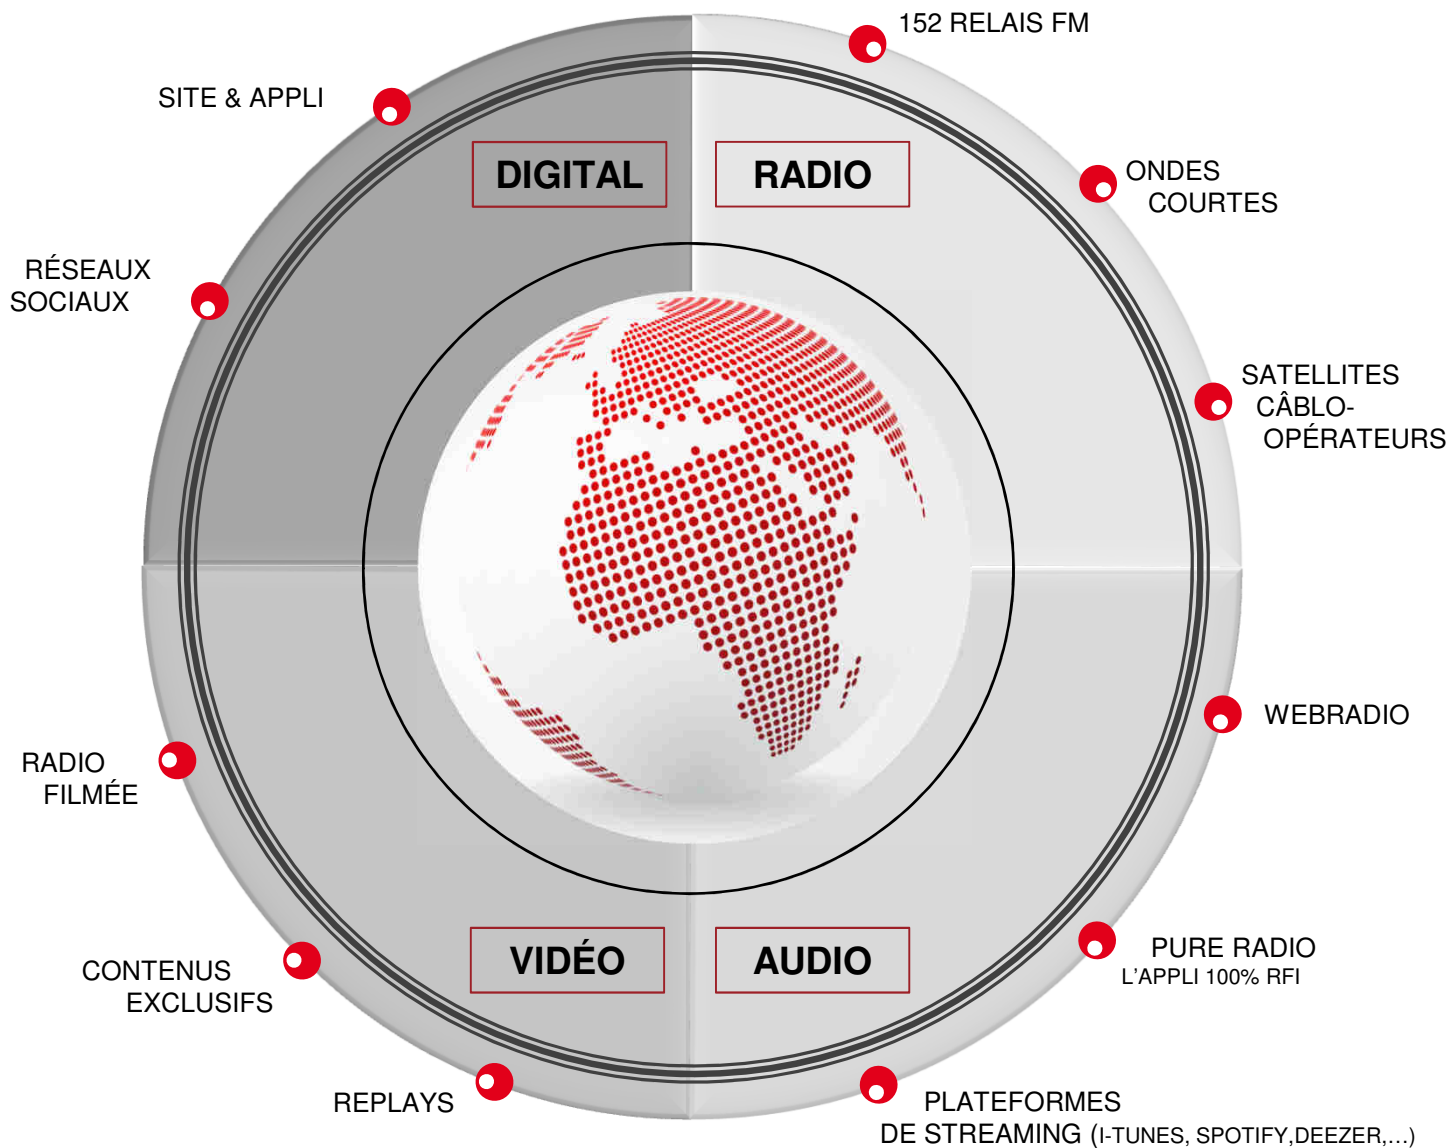 152 RELAIS FM
SITE & APPLI
DIGITAL
RADIO
ONDES
COURTES
RÉSEAUX
SOCIAUX
SATELLITES
CÂBLO-
OPÉRATEURS
WEBRADIO
RADIO
FILMÉE
VIDÉO
AUDIO
PURE RADIO
L'APPLI 100% RFI
CONTENUS
EXCLUSIFS
REPLAYS
PLATEFORMES
DE STREAMING (I-TUNES, SPOTIFY,DEEZER,...)